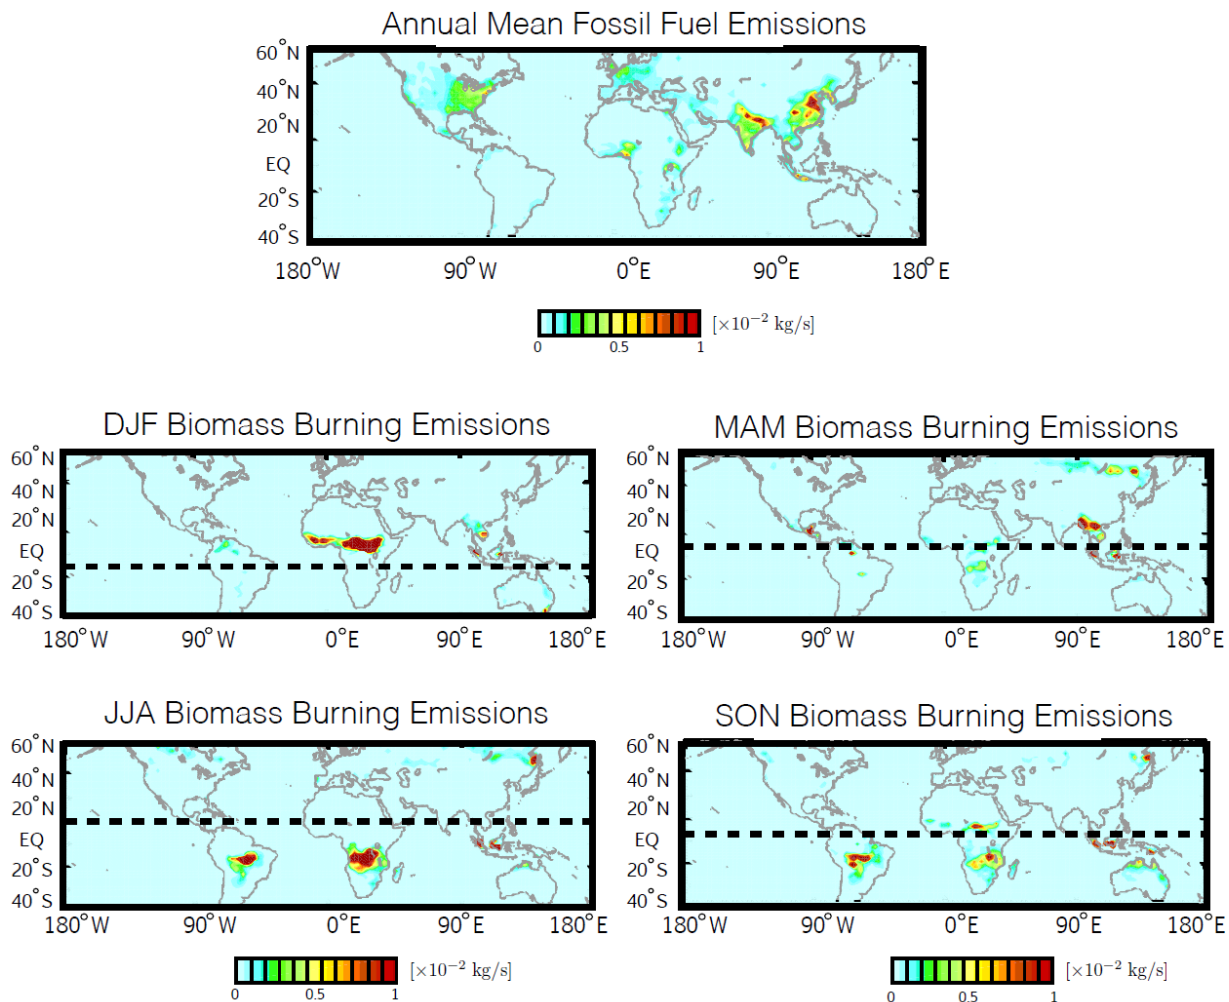 Annual Mean Fossil Fuel Emissions
60°N
40°N
20°N
EQ
20°S
40°S
180°W 90°W 0°E 90°E 180°E
[×10⁻² kg/s]
0 0.5 1
DJF Biomass Burning Emissions
60°N
40°N
20°N
EQ
20°S
40°S
180°W 90°W 0°E 90°E 180°E
MAM Biomass Burning Emissions
60°N
40°N
20°N
EQ
20°S
40°S
180°W 90°W 0°E 90°E 180°E
JJA Biomass Burning Emissions
60°N
40°N
20°N
EQ
20°S
40°S
180°W 90°W 0°E 90°E 180°E
[×10⁻² kg/s]
0 0.5 1
SON Biomass Burning Emissions
60°N
40°N
20°N
EQ
20°S
40°S
180°W 90°W 0°E 90°E 180°E
[×10⁻² kg/s]
0 0.5 1